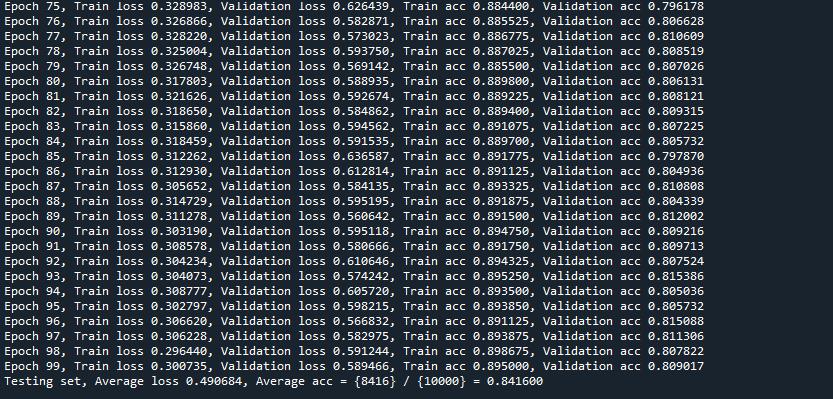 Epoch 75, Train loss 0.328983, Validation loss 0.626439, Train acc 0.884400, Validation acc 0.796178
Epoch 76, Train loss 0.326866, Validation loss 0.582871, Train acc 0.885525, Validation acc 0.806628
Epoch 77, Train loss 0.328220, Validation loss 0.573023, Train acc 0.886775, Validation acc 0.810609
Epoch 78, Train loss 0.325004, Validation loss 0.593750, Train acc 0.887025, Validation acc 0.808519
Epoch 79, Train loss 0.326748, Validation loss 0.569142, Train acc 0.885500, Validation acc 0.807026
Epoch 80, Train loss 0.317803, Validation loss 0.588935, Train acc 0.889800, Validation acc 0.806131
Epoch 81, Train loss 0.321626, Validation loss 0.592674, Train acc 0.889225, Validation acc 0.808121
Epoch 82, Train loss 0.318650, Validation loss 0.584862, Train acc 0.889400, Validation acc 0.809315
Epoch 83, Train loss 0.315860, Validation loss 0.594562, Train acc 0.891075, Validation acc 0.807225
Epoch 84, Train loss 0.318459, Validation loss 0.591535, Train acc 0.889700, Validation acc 0.805732
Epoch 85, Train loss 0.312262, Validation loss 0.636587, Train acc 0.891775, Validation acc 0.797870
Epoch 86, Train loss 0.312930, Validation loss 0.612814, Train acc 0.891125, Validation acc 0.804936
Epoch 87, Train loss 0.305652, Validation loss 0.584135, Train acc 0.893325, Validation acc 0.810808
Epoch 88, Train loss 0.314729, Validation loss 0.595195, Train acc 0.891875, Validation acc 0.804339
Epoch 89, Train loss 0.311278, Validation loss 0.560642, Train acc 0.891500, Validation acc 0.812002
Epoch 90, Train loss 0.303190, Validation loss 0.595118, Train acc 0.894750, Validation acc 0.809216
Epoch 91, Train loss 0.308578, Validation loss 0.580666, Train acc 0.891750, Validation acc 0.809713
Epoch 92, Train loss 0.304234, Validation loss 0.610646, Train acc 0.894325, Validation acc 0.807524
Epoch 93, Train loss 0.304073, Validation loss 0.574242, Train acc 0.895250, Validation acc 0.815386
Epoch 94, Train loss 0.308777, Validation loss 0.605720, Train acc 0.893500, Validation acc 0.805036
Epoch 95, Train loss 0.302797, Validation loss 0.598215, Train acc 0.893850, Validation acc 0.805732
Epoch 96, Train loss 0.306620, Validation loss 0.566832, Train acc 0.891125, Validation acc 0.815088
Epoch 97, Train loss 0.306228, Validation loss 0.582975, Train acc 0.893875, Validation acc 0.811306
Epoch 98, Train loss 0.296440, Validation loss 0.591244, Train acc 0.898675, Validation acc 0.807822
Epoch 99, Train loss 0.300735, Validation loss 0.589466, Train acc 0.895000, Validation acc 0.809017
Testing set, Average loss 0.490684, Average acc = {8416} / {10000} = 0.841600